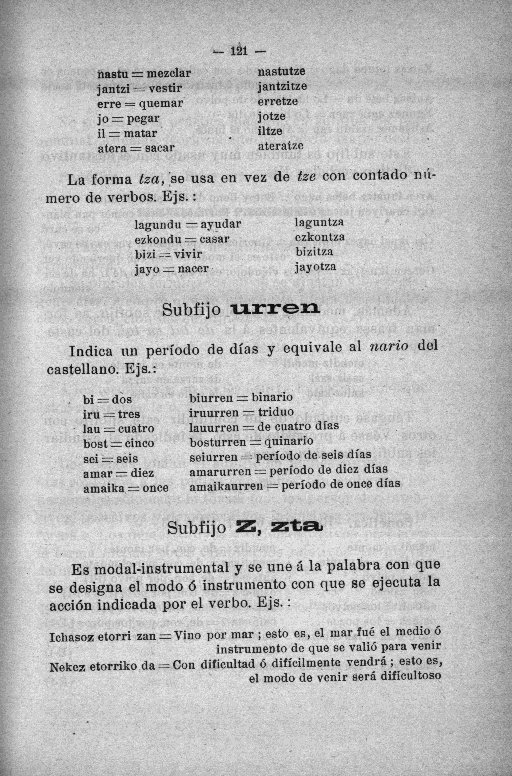 — 121 —
nastu = mezclar nastutze
jantzi = vestir jantzitze
erre = quemar erretze
jo = pegar jotze
il = matar iltze
atera = sacar ateratze
La forma tza, se usa en vez de tze con contado nú-
mero de verbos. Ejs.:
lagundu = ayudar laguntza
ezkondu = casar ezkontza
bizi = vivir bizitza
jayo = nacer jayotza
Subfijo urren
Indica un período de días y equivale al nario del
castellano. Ejs.:
bi = dos biurren = binario
iru = tres iruurren = triduo
lau = cuatro lauurren = de cuatro días
bost = cinco bosturren = quinario
sei = seis seiurren = período de seis días
amar = diez amarurren = período de diez días
amaika = once amaikaurren = período de once días
Subfijo Z, zta
Es modal-instrumental y se une á la palabra con que
se designa el modo ó instrumento con que se ejecuta la
acción indicada por el verbo. Ejs.:
Ichasoz etorri zan = Vino por mar; esto es, el mar fué el medio ó
instrumento de que se valió para venir
Nekez etorriko da = Con dificultad ó difícilmente vendrá; esto es,
el modo de venir será dificultoso